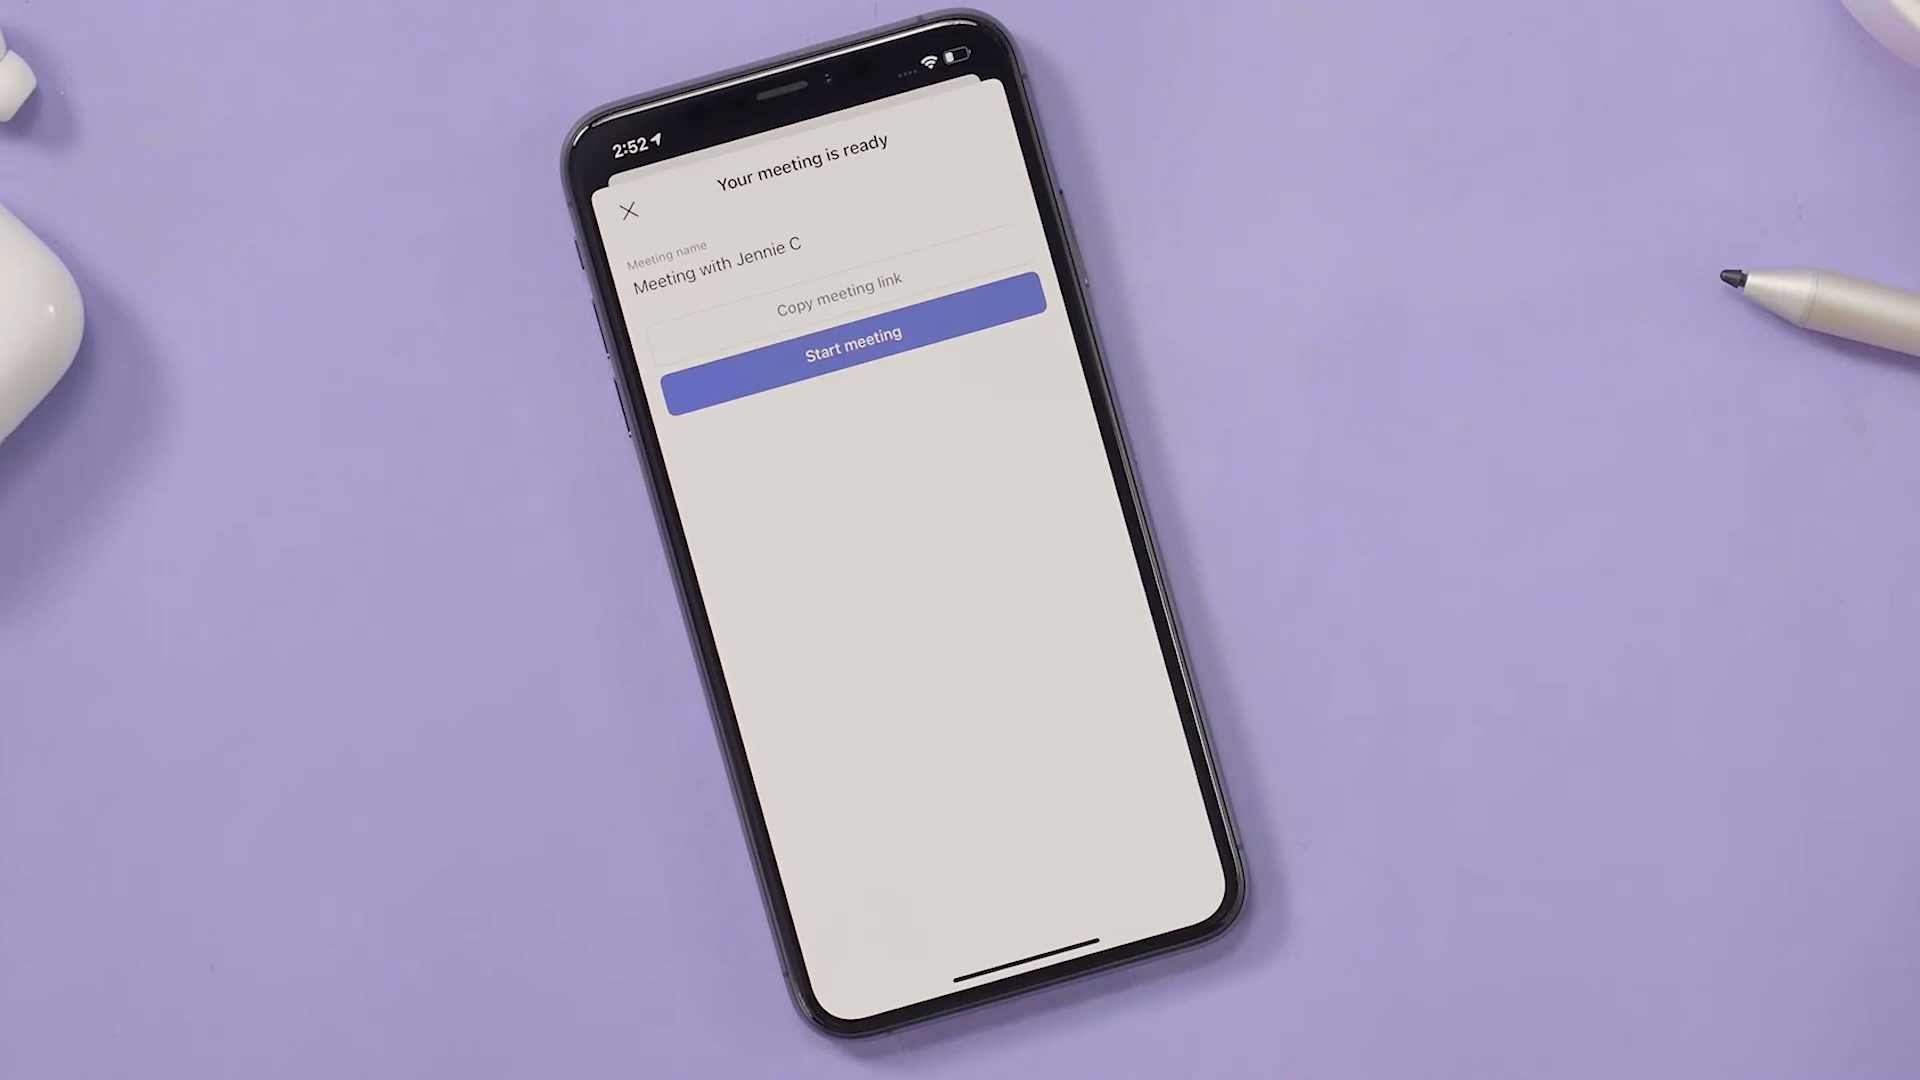 2:52
Your meeting is ready
Meeting name
Meeting with Jennie C
Copy meeting link
Start meeting